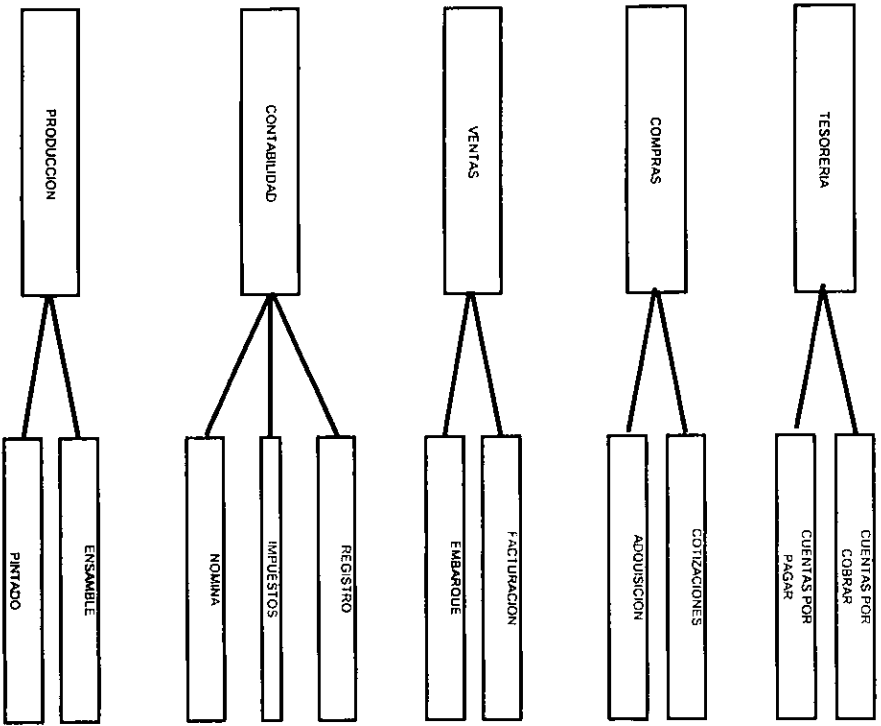 TESORERIA
CUENTAS POR
COBRAR
CUENTAS POR
PAGAR
COMPRAS
COTIZACIONES
ADQUISICION
VENTAS
FACTURACION
EMBARQUE
CONTABILIDAD
REGISTRO
IMPUESTOS
NOMINA
PRODUCCION
ENSAMBLE
PINTADO